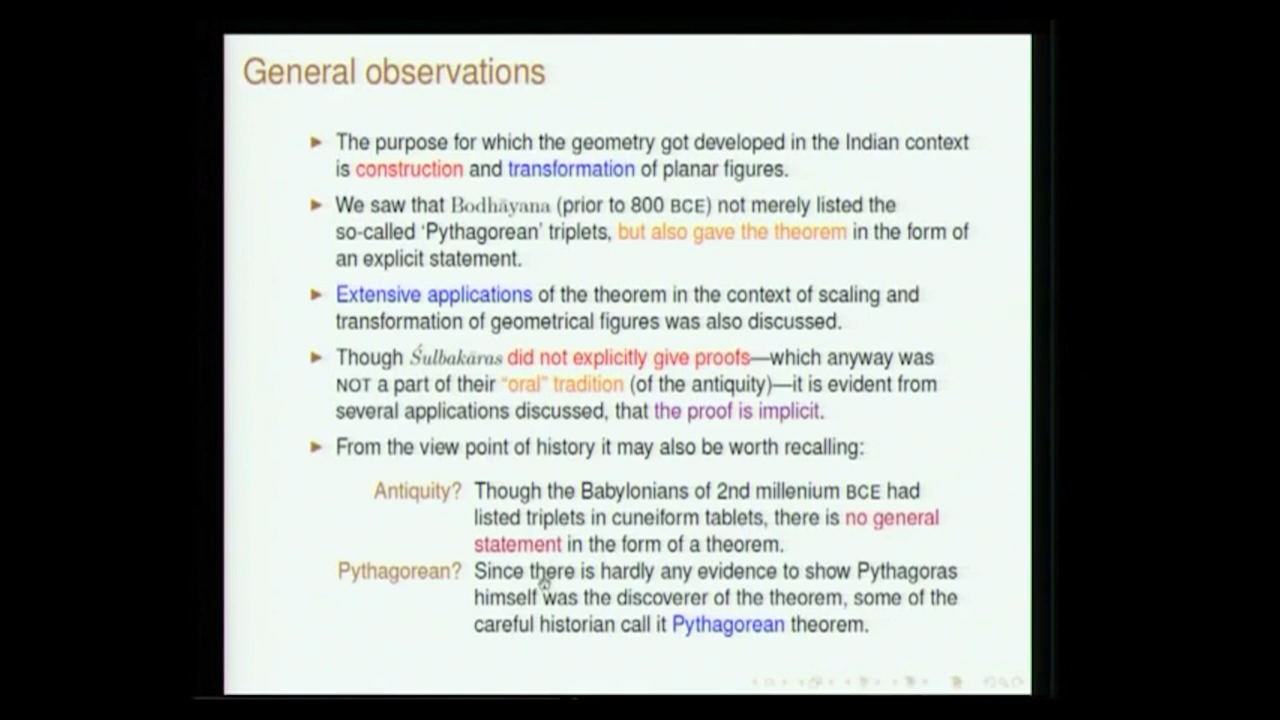 General observations
► The purpose for which the geometry got developed in the Indian context
is construction and transformation of planar figures.
► We saw that Bodhāyana (prior to 800 BCE) not merely listed the
so-called ‘Pythagorean’ triplets, but also gave the theorem in the form of
an explicit statement.
► Extensive applications of the theorem in the context of scaling and
transformation of geometrical figures was also discussed.
► Though Śulbakāras did not explicitly give proofs—which anyway was
NOT a part of their “oral” tradition (of the antiquity)—it is evident from
several applications discussed, that the proof is implicit.
► From the view point of history it may also be worth recalling:
Antiquity? Though the Babylonians of 2nd millenium BCE had
listed triplets in cuneiform tablets, there is no general
statement in the form of a theorem.
Pythagorean? Since there is hardly any evidence to show Pythagoras
himself was the discoverer of the theorem, some of the
careful historian call it Pythagorean theorem.